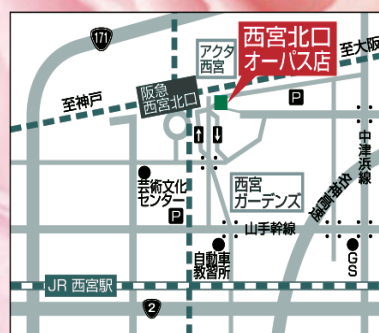 171
西宮北口
オーパス店
アクタ
西宮
至大阪
阪急
西宮北口
至神戸
P
中津浜線
芸術文化
センター
西宮
ガーデンズ
名神高速
P
山手幹線
自動車
教習所
GS
JR 西宮駅
2